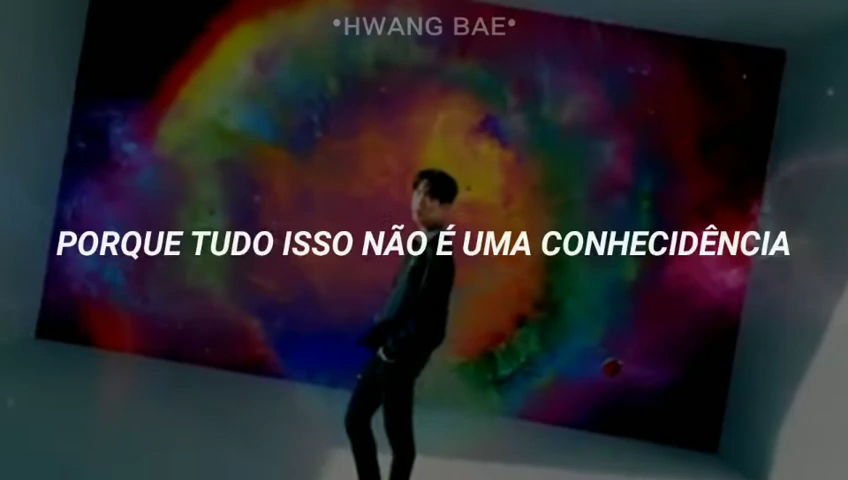 •HWANG BAE•
PORQUE TUDO ISSO NÃO É UMA CONHECIDÊNCIA